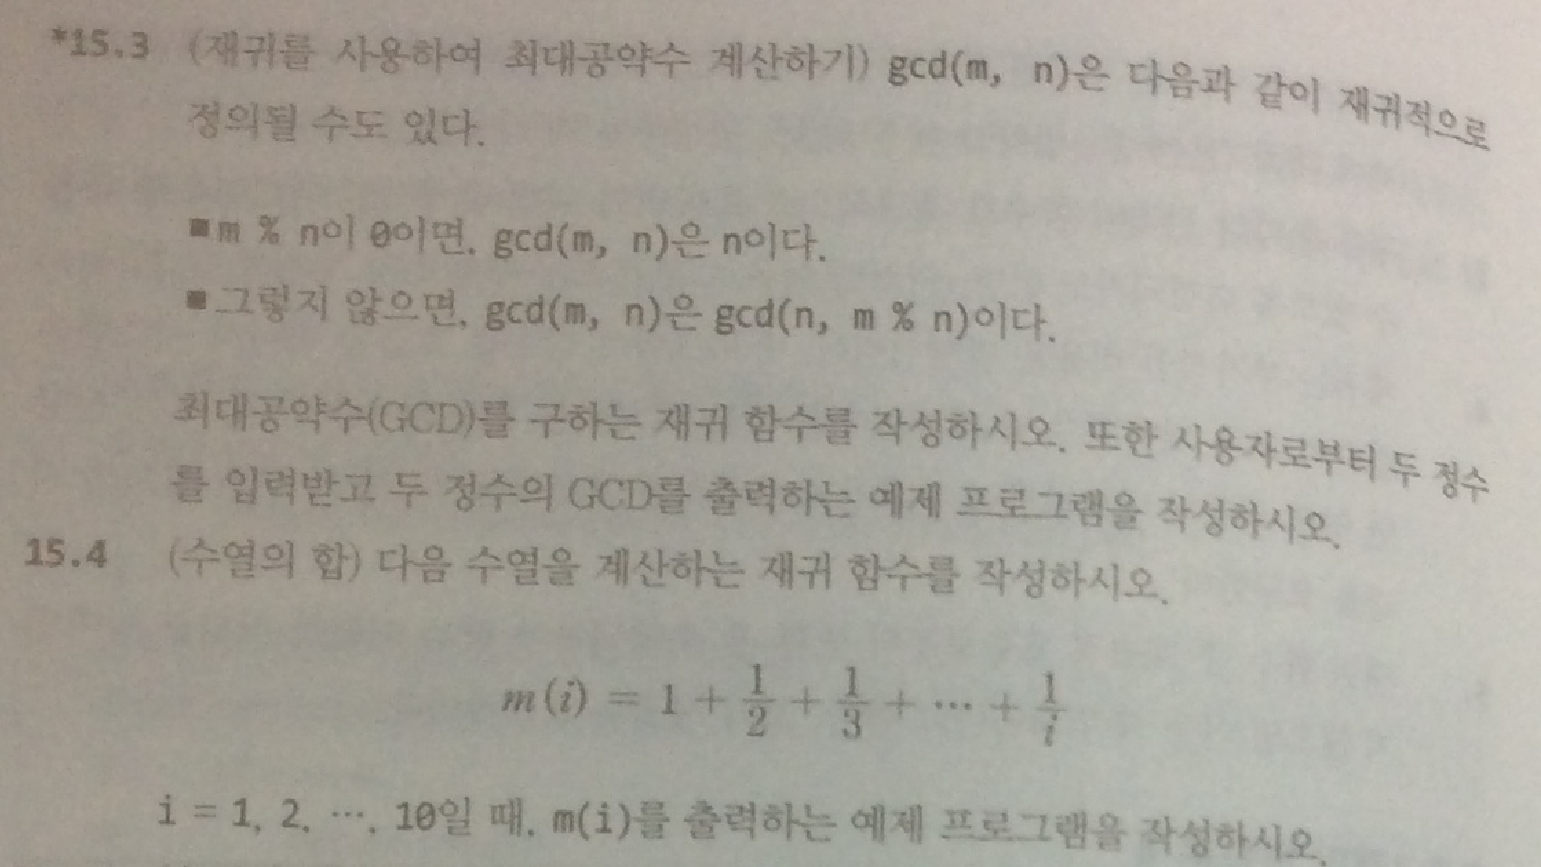 *15.3 (재귀를 사용하여 최대공약수 계산하기) gcd(m, n)은 다음과 같이 재귀적으로
정의될 수도 있다.
■ m % n이 0이면, gcd(m, n)은 n이다.
■ 그렇지 않으면, gcd(m, n)은 gcd(n, m % n)이다.
최대공약수(GCD)를 구하는 재귀 함수를 작성하시오. 또한 사용자로부터 두 정수
를 입력받고 두 정수의 GCD를 출력하는 예제 프로그램을 작성하시오.
15.4 (수열의 합) 다음 수열을 계산하는 재귀 함수를 작성하시오.
m(i) = 1 + 1/2 + 1/3 + ··· + 1/i
i = 1, 2, ···, 10일 때, m(i)를 출력하는 예제 프로그램을 작성하시오.